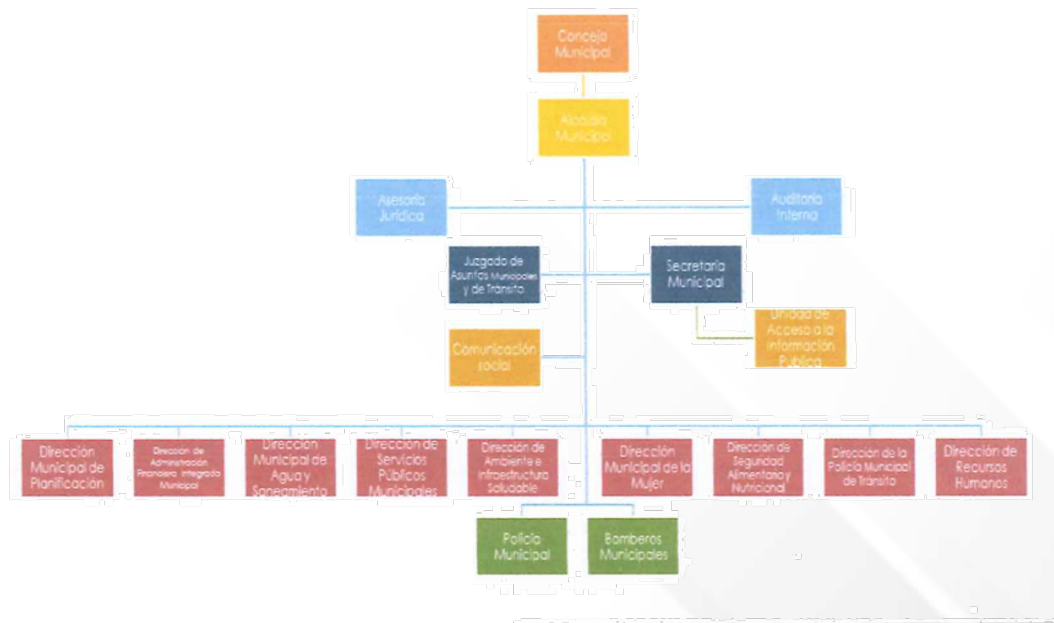 Concejo
Municipal
Alcaldía
Municipal
Asesoría
Jurídica
Auditoría
Interna
Juzgado de
Asuntos Municipales
y de Tránsito
Secretaría
Municipal
Unidad de
Acceso a la
Información
Pública
Comunicación
social
Dirección
Municipal de
Planificación
Dirección de
Administración
Financiera Integrada
Municipal
Dirección
Municipal de
Agua y
Saneamiento
Dirección de
Servicios
Públicos
Municipales
Dirección de
Ambiente e
Infraestructura
Saludable
Dirección
Municipal de la
Mujer
Dirección de
Seguridad
Alimentaria y
Nutricional
Dirección de la
Policía Municipal
de Tránsito
Dirección de
Recursos
Humanos
Policía
Municipal
Bomberos
Municipales